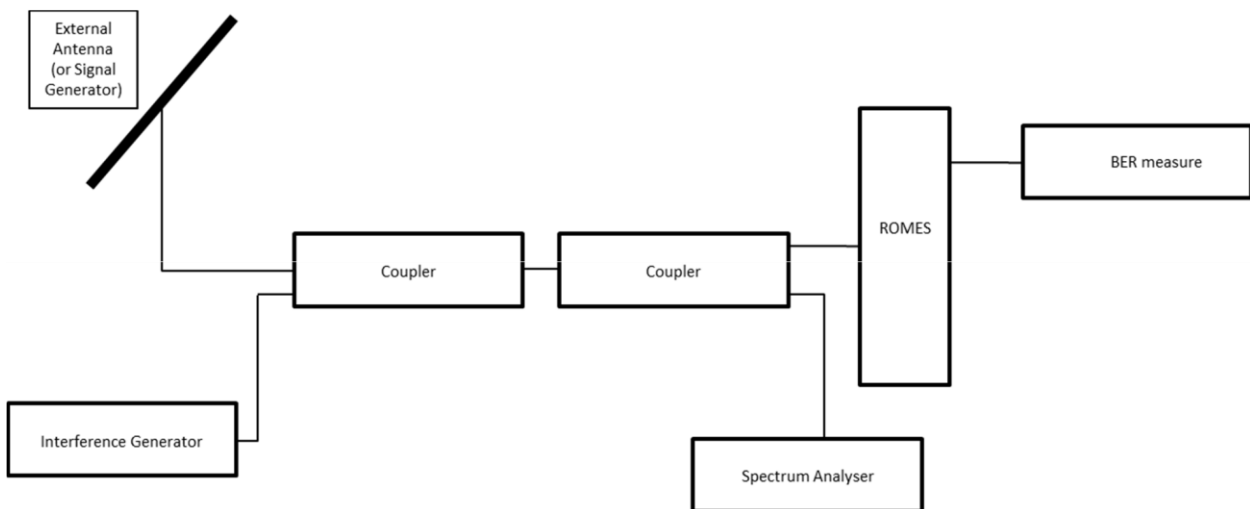 External
Antenna
(or Signal
Generator)
BER measure
ROMES
Coupler
Coupler
Interference Generator
Spectrum Analyser